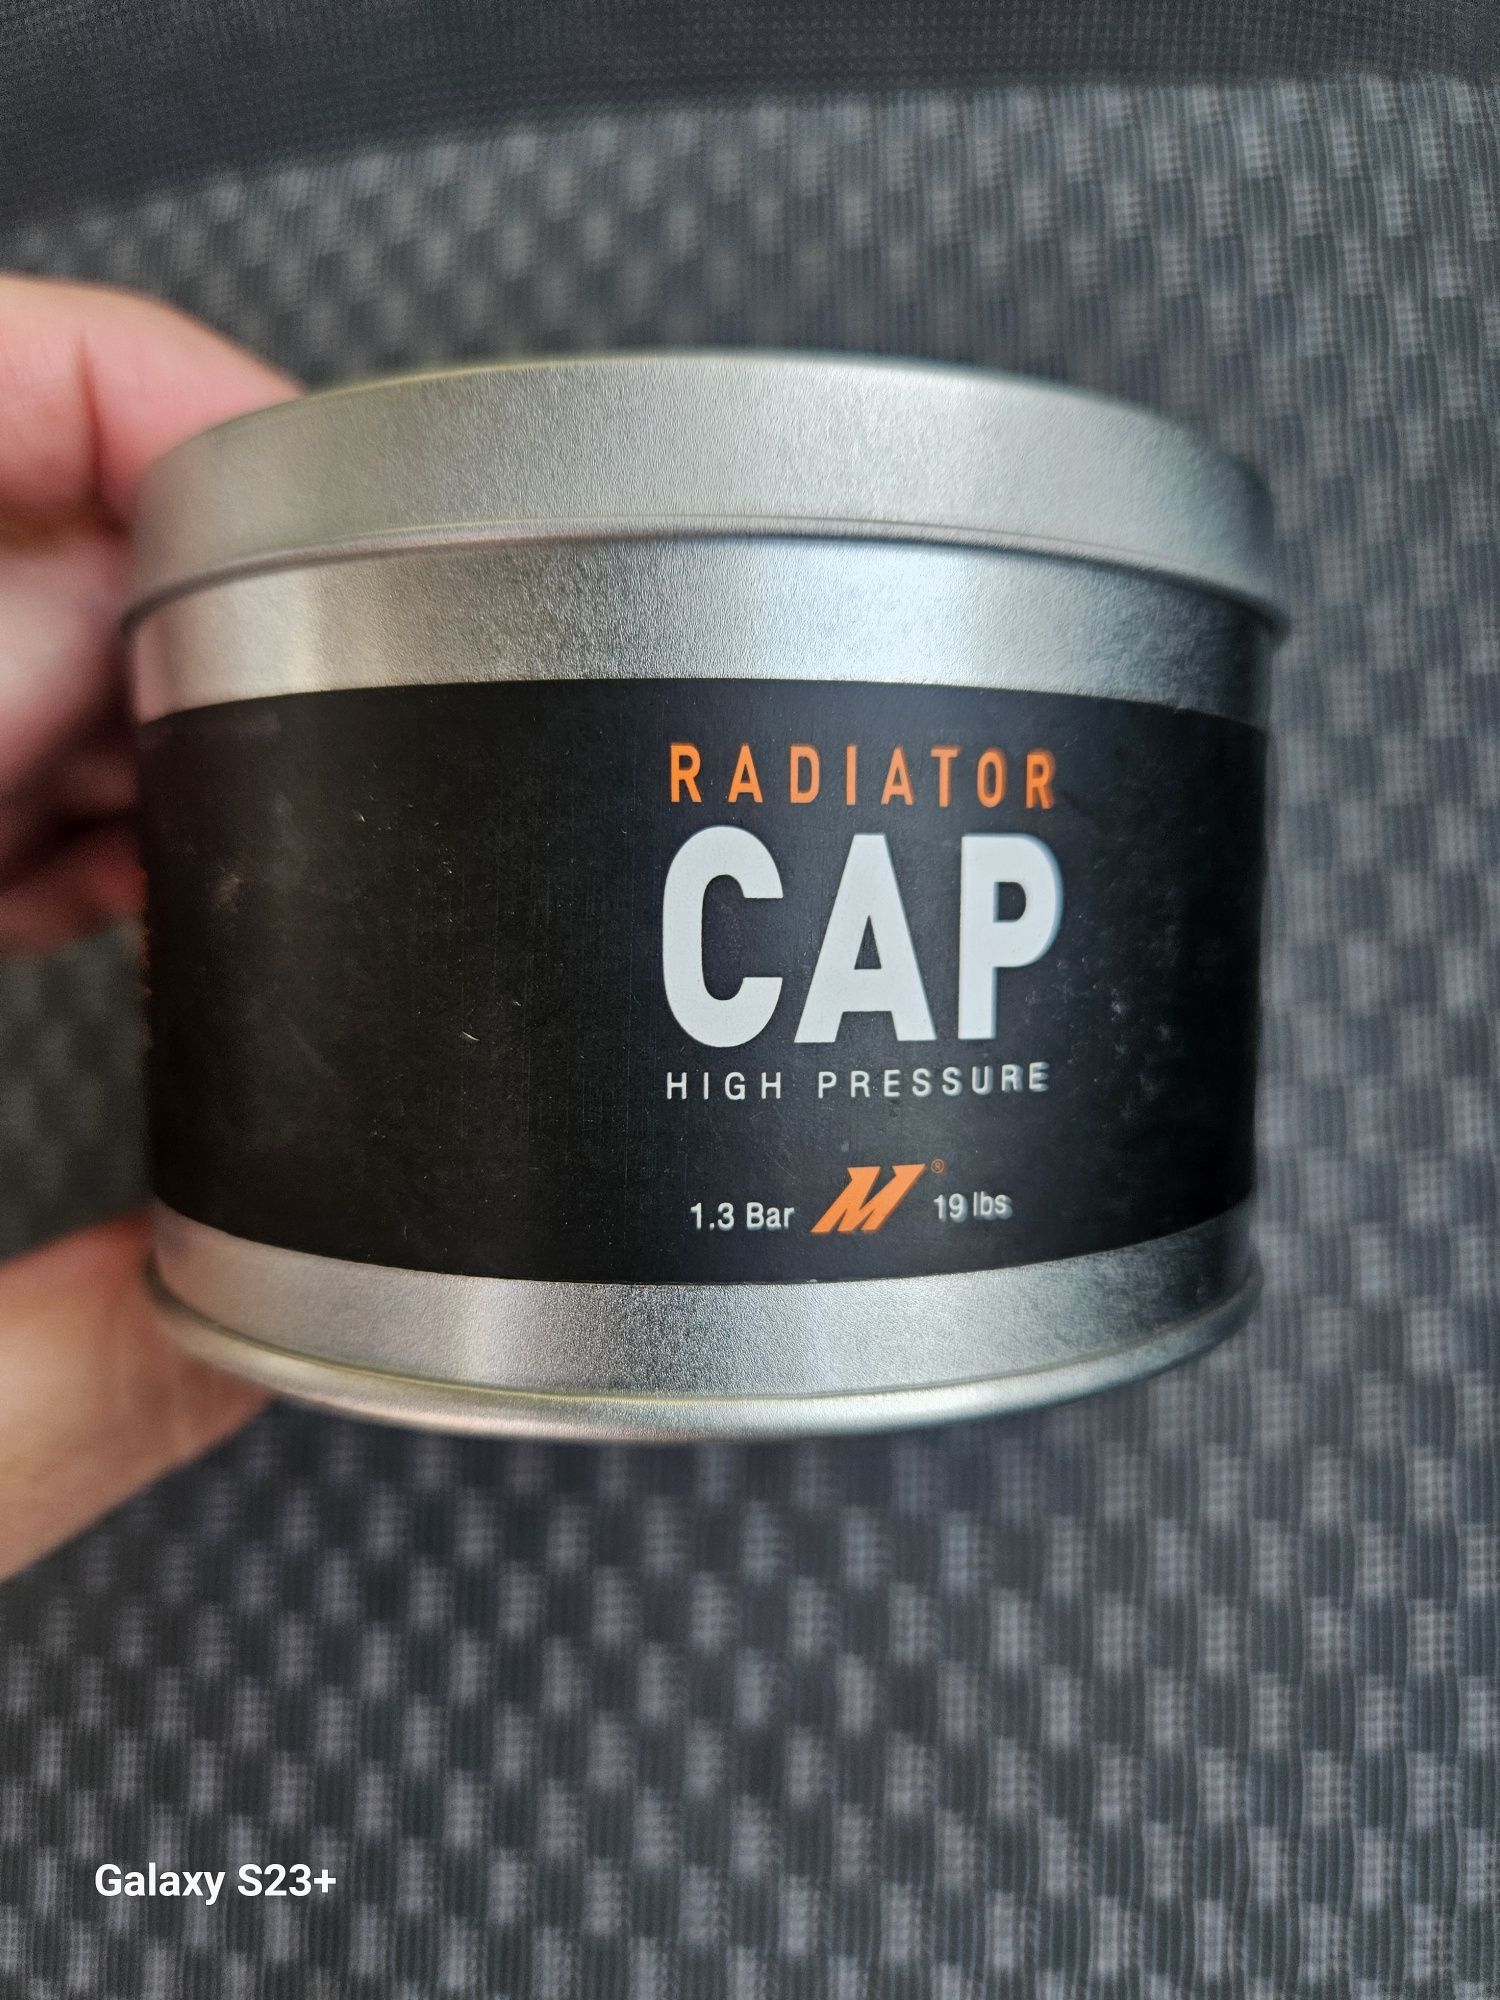 RADIATOR
CAP
HIGH PRESSURE
1.3 Bar M® 19 lbs
Galaxy S23+